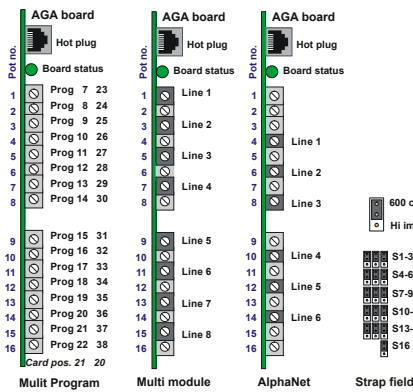 AGA board
Hot plug
Board status
Pot no.
1 Prog 7 23
2 Prog 8 24
3 Prog 9 25
4 Prog 10 26
5 Prog 11 27
6 Prog 12 28
7 Prog 13 29
8 Prog 14 30
9 Prog 15 31
10 Prog 16 32
11 Prog 17 33
12 Prog 18 34
13 Prog 19 35
14 Prog 20 36
15 Prog 21 37
16 Prog 22 38
Card pos. 21 20
Mulit Program
AGA board
Hot plug
Board status
Pot no.
1 Line 1
2
3 Line 2
4
5 Line 3
6
7 Line 4
8
9 Line 5
10
11 Line 6
12
13 Line 7
14
15 Line 8
16
Multi module
AGA board
Hot plug
Board status
Pot no.
1
2
3
4 Line 1
5
6 Line 2
7
8 Line 3
9
10 Line 4
11
12 Line 5
13
14 Line 6
15
16
AlphaNet
600 o
Hi im
S1-3
S4-6
S7-9
S10-
S13-
S16
Strap field